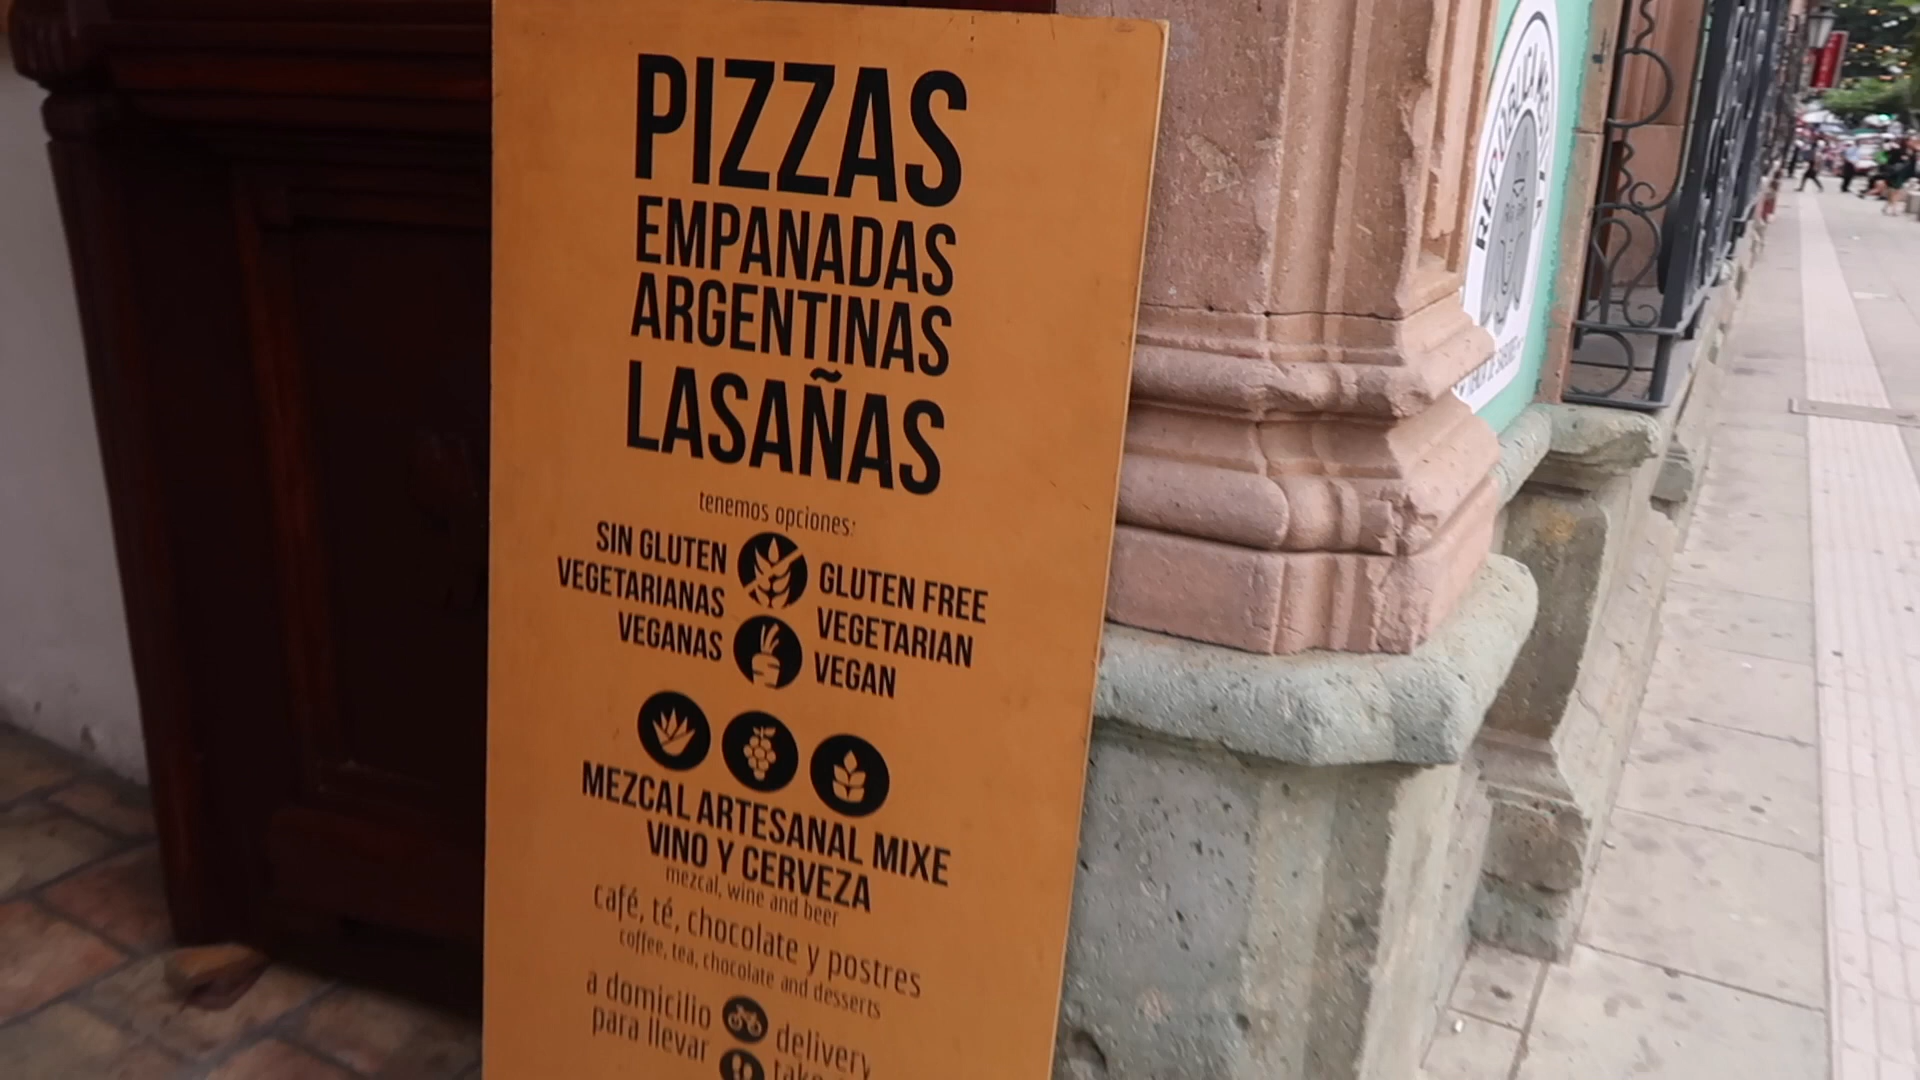 PIZZAS
EMPANADAS
ARGENTINAS
LASAÑAS
tenemos opciones:
SIN GLUTEN
VEGETARIANAS
VEGANAS
GLUTEN FREE
VEGETARIAN
VEGAN
MEZCAL ARTESANAL MIXE
VINO Y CERVEZA
mezcal, wine and beer
café, té, chocolate y postres
coffee, tea, chocolate and desserts
a domicilio
para llevar
delivery